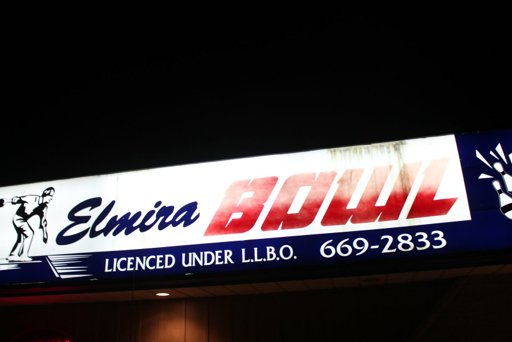 Elmira BOWL
LICENCED UNDER L.L.B.O. 669-2833